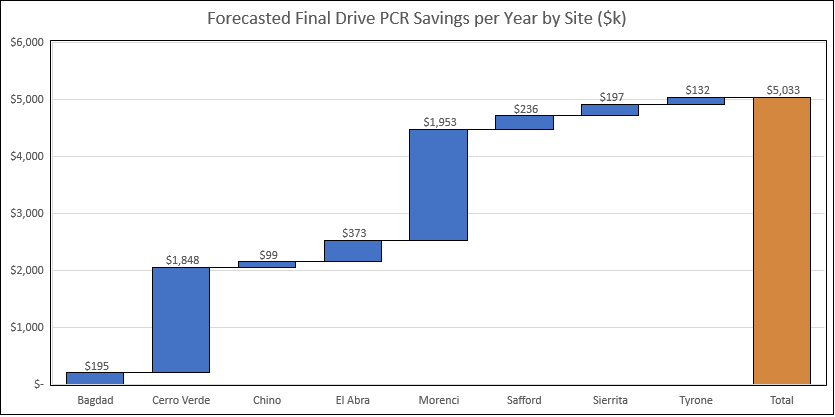 Forecasted Final Drive PCR Savings per Year by Site ($k)
$6,000
$5,000
$4,000
$3,000
$2,000
$1,000
$-
$195
$1,848
$99
$373
$1,953
$236
$197
$132
$5,033
Bagdad
Cerro Verde
Chino
El Abra
Morenci
Safford
Sierrita
Tyrone
Total